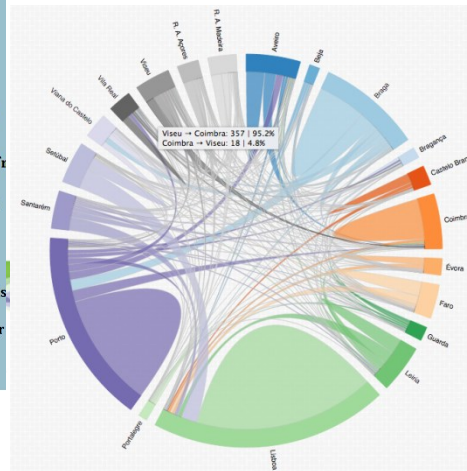 R. A. Madeira
R. A. Açores
Viseu
Vila Real
Viana do Castelo
Setúbal
Santarém
Porto
Portalegre
Lisboa
Leiria
Guarda
Faro
Évora
Coimbra
Castelo Bran
Bragança
Braga
Beja
Aveiro
Viseu → Coimbra: 357 | 95.2%
Coimbra → Viseu: 18 | 4.8%